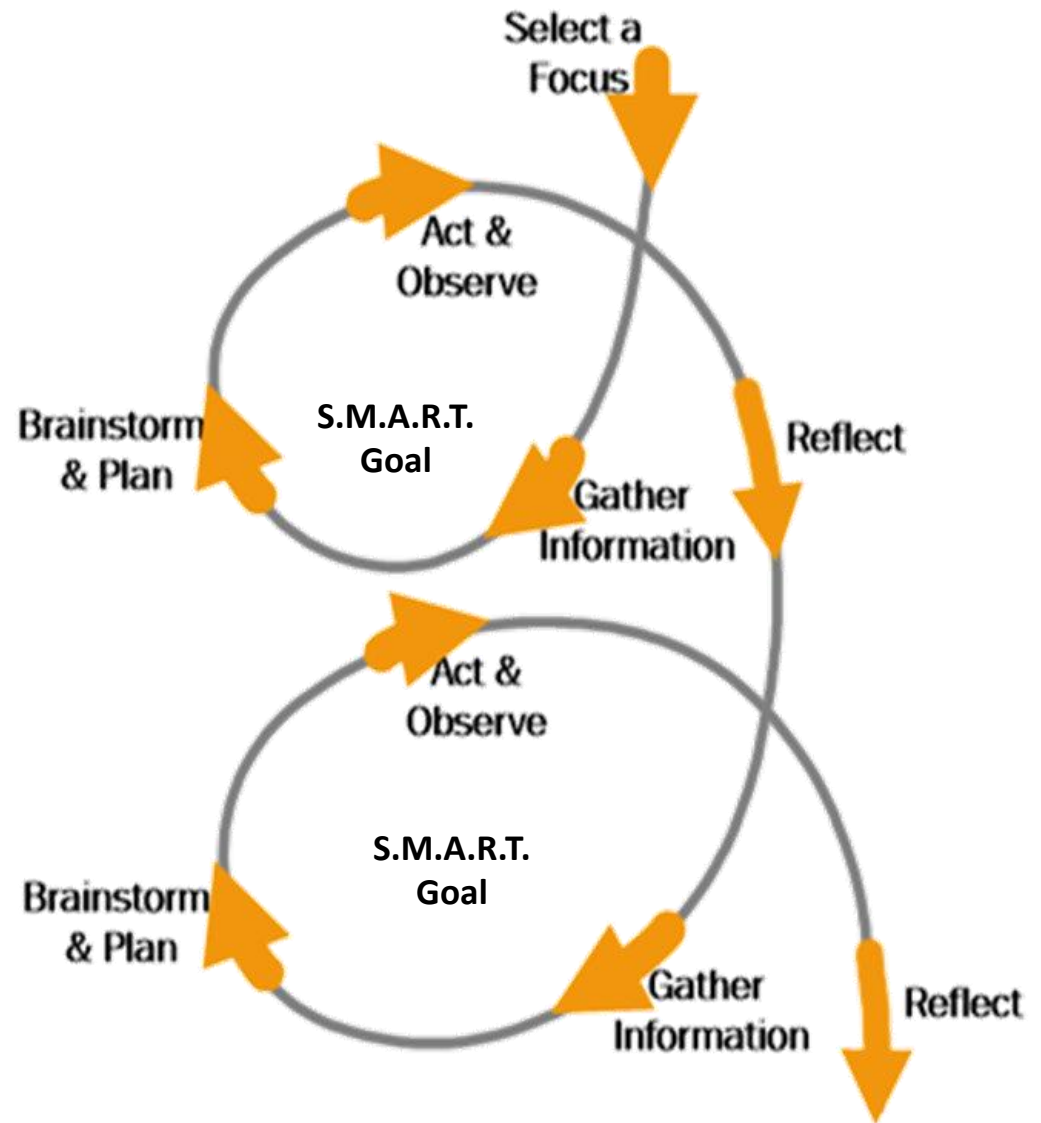 Select a
Focus
Act &
Observe
S.M.A.R.T.
Goal
Brainstorm
& Plan
Reflect
Gather
Information
Act &
Observe
S.M.A.R.T.
Goal
Brainstorm
& Plan
Gather
Information
Reflect